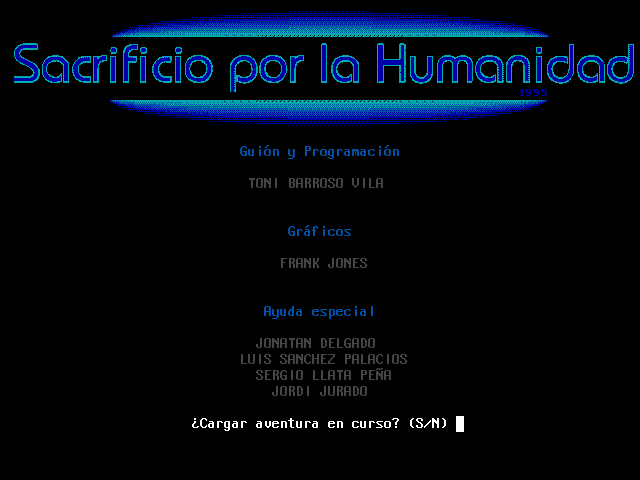 Sacrificio por la Humanidad
1995
Guión y Programación
TONI BARROSO VILA
Gráficos
FRANK JONES
Ayuda especial
JONATAN DELGADO
LUIS SANCHEZ PALACIOS
SERGIO LLATA PEÑA
JORDI JURADO
¿Cargar aventura en curso? (S/N)